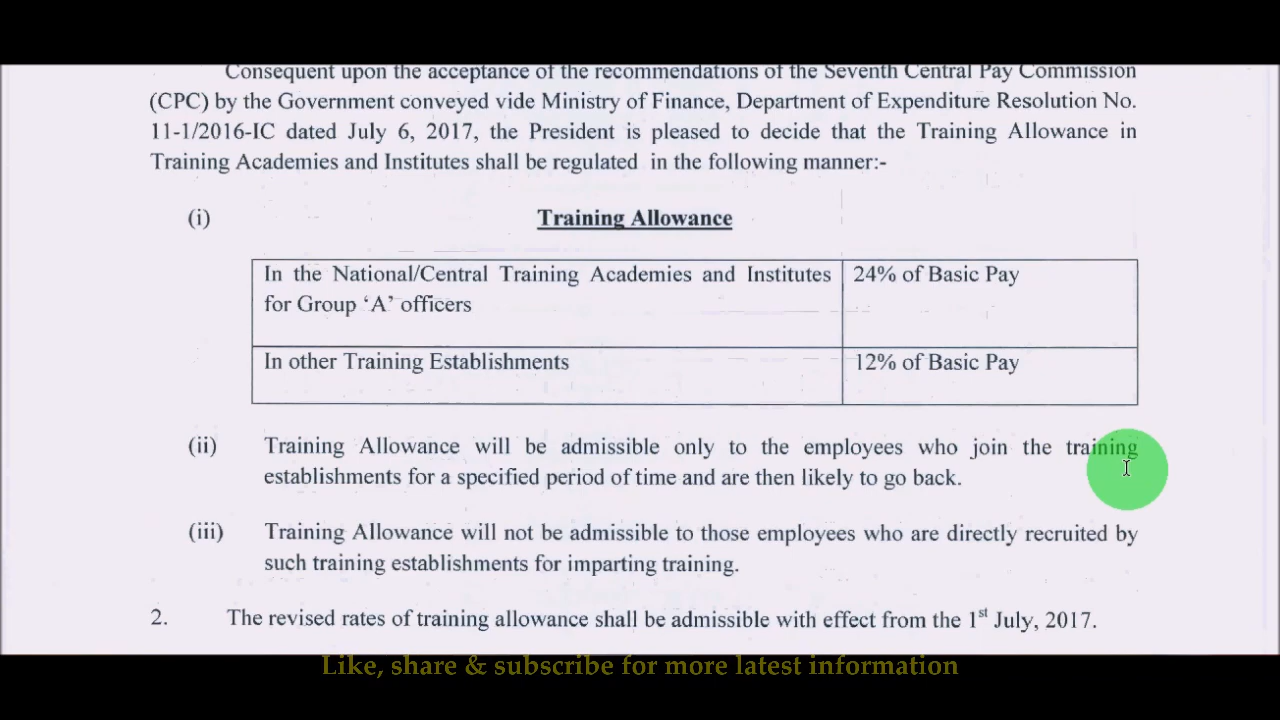 Consequent upon the acceptance of the recommendations of the Seventh Central Pay Commission
(CPC) by the Government conveyed vide Ministry of Finance, Department of Expenditure Resolution No.
11-1/2016-IC dated July 6, 2017, the President is pleased to decide that the Training Allowance in
Training Academies and Institutes shall be regulated in the following manner:-
(i) Training Allowance
In the National/Central Training Academies and Institutes 24% of Basic Pay
for Group ‘A’ officers
In other Training Establishments 12% of Basic Pay
(ii) Training Allowance will be admissible only to the employees who join the training
establishments for a specified period of time and are then likely to go back.
(iii) Training Allowance will not be admissible to those employees who are directly recruited by
such training establishments for imparting training.
2. The revised rates of training allowance shall be admissible with effect from the 1st July, 2017.
Like, share & subscribe for more latest information